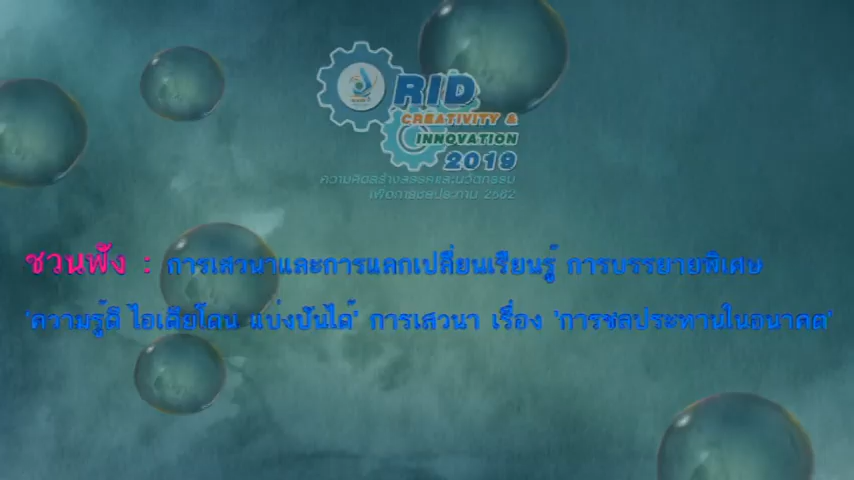 RID
CREATIVITY &
INNOVATION
2019
ความคิดสร้างสรรค์และนวัตกรรม
เพื่อการชลประทาน 2562
ชวนฟัง : การเสวนาและการแลกเปลี่ยนเรียนรู้ การบรรยายพิเศษ
'ความรู้ดี ไอเดียโดน แบ่งปันได้' การเสวนา เรื่อง 'การชลประทานในอนาคต'